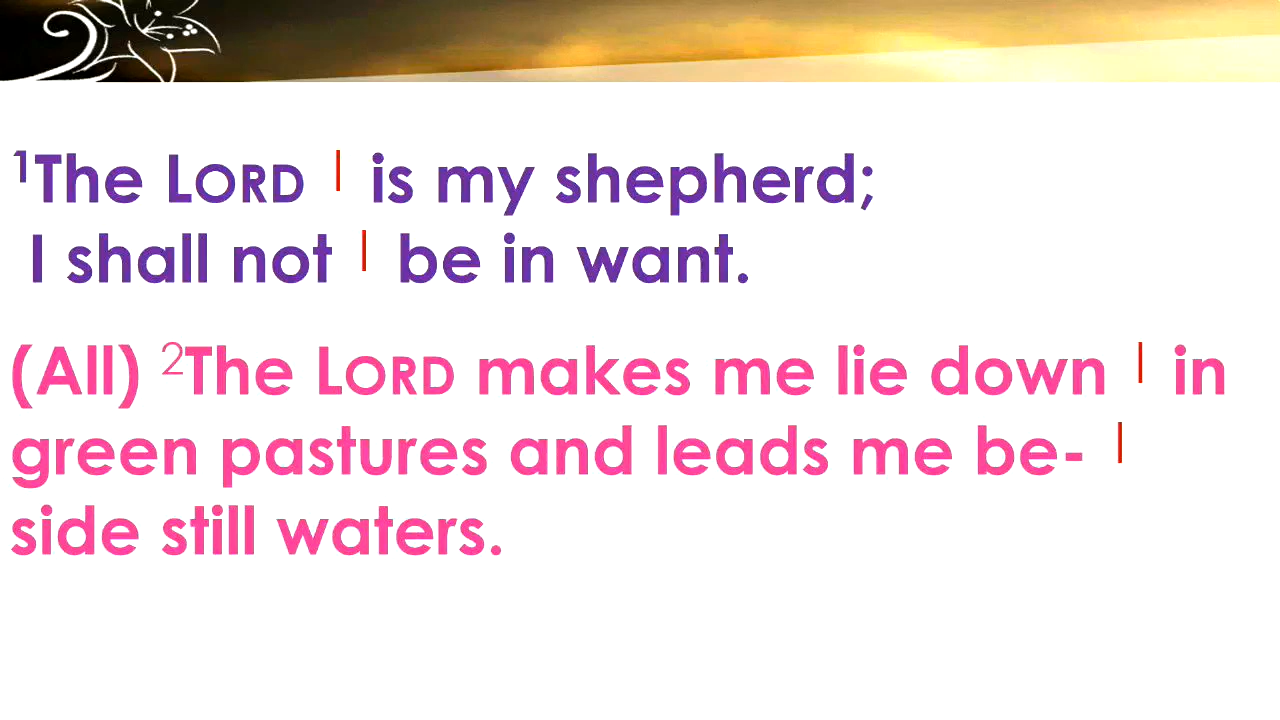 ¹The LORD | is my shepherd;
I shall not | be in want.
(All) ²The LORD makes me lie down | in
green pastures and leads me be- |
side still waters.